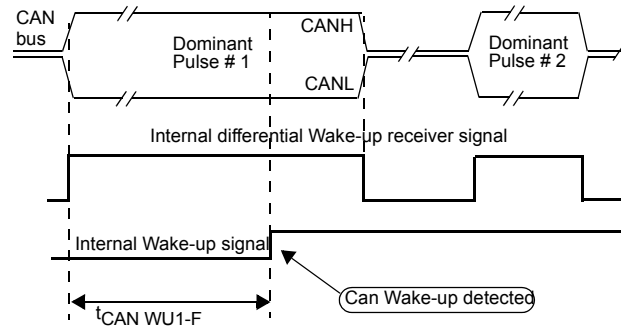 CAN
bus
CANH
Dominant
Pulse # 1
Dominant
Pulse # 2
CANL
Internal differential Wake-up receiver signal
Internal Wake-up signal
Can Wake-up detected
tCAN WU1-F